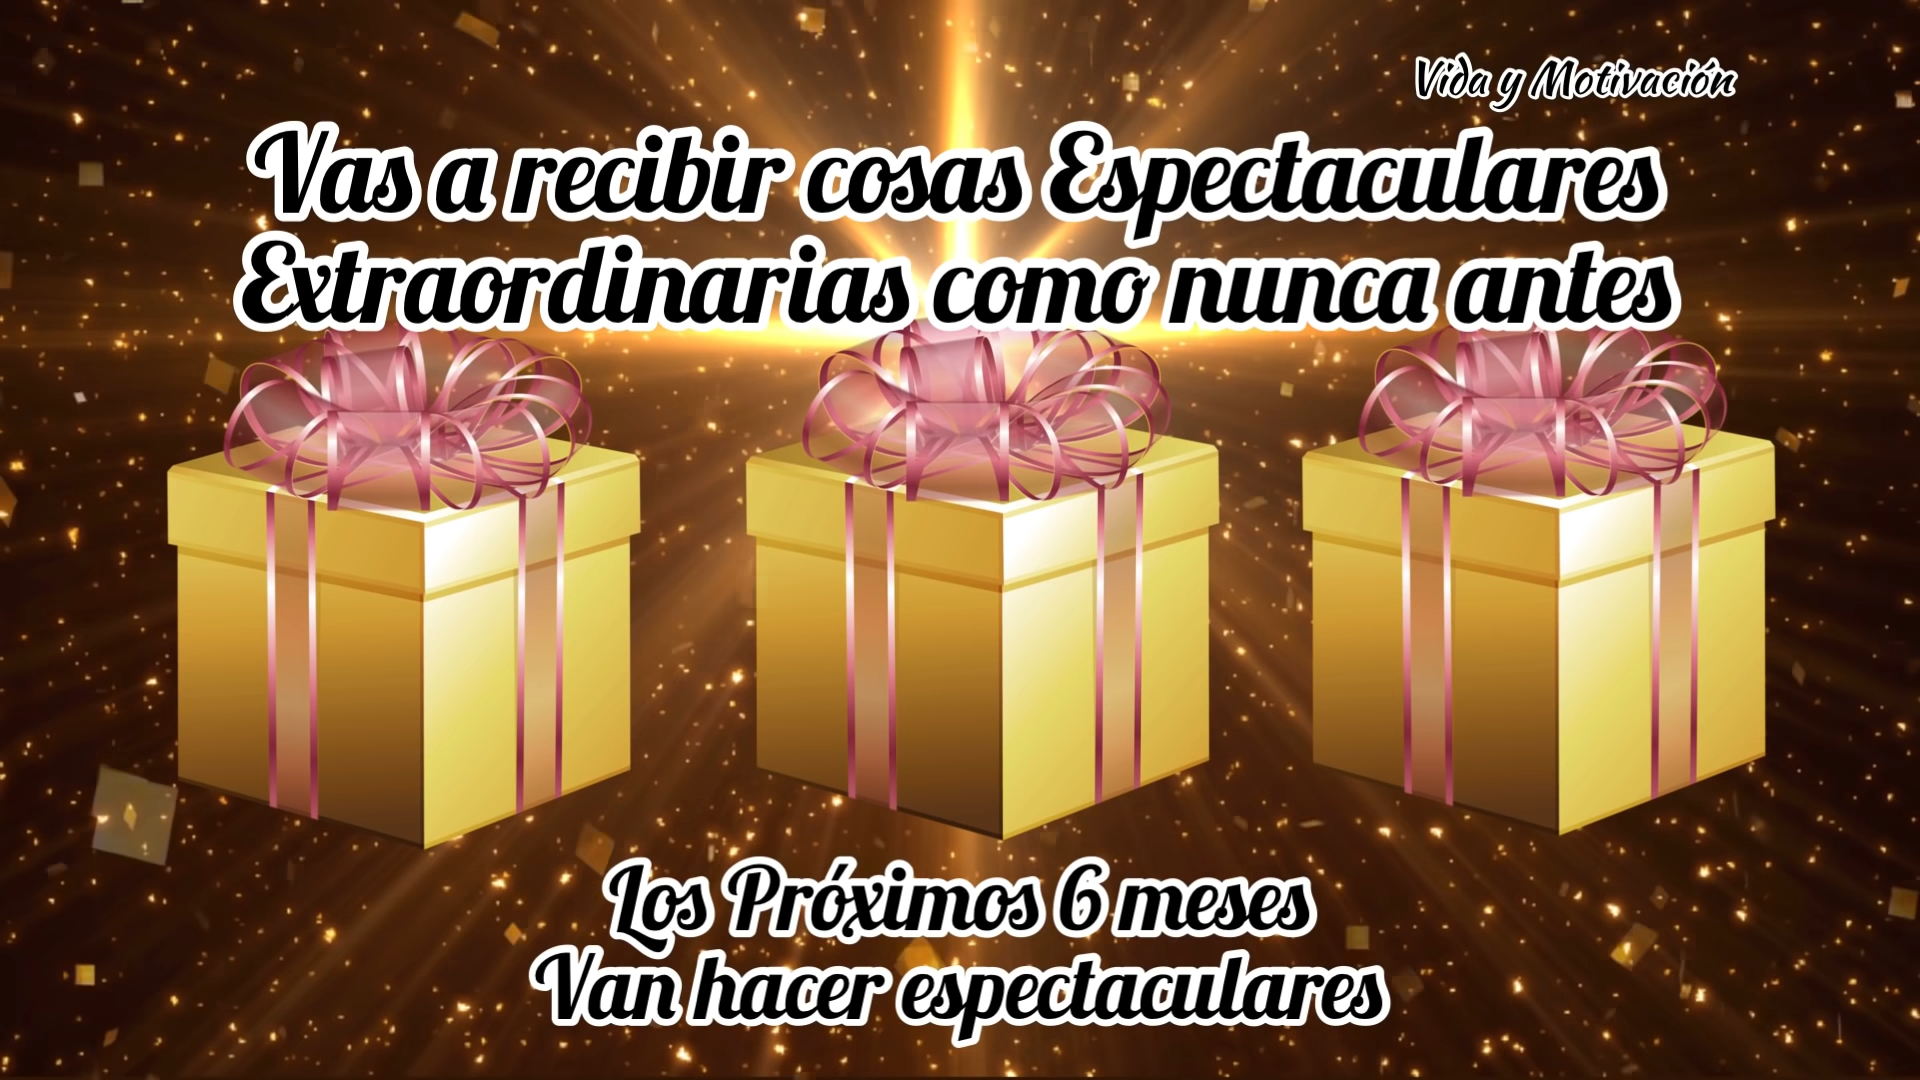 Vida y Motivación
Vas a recibir cosas Espectaculares
Extraordinarias como nunca antes
Los Próximos 6 meses
Van hacer espectaculares